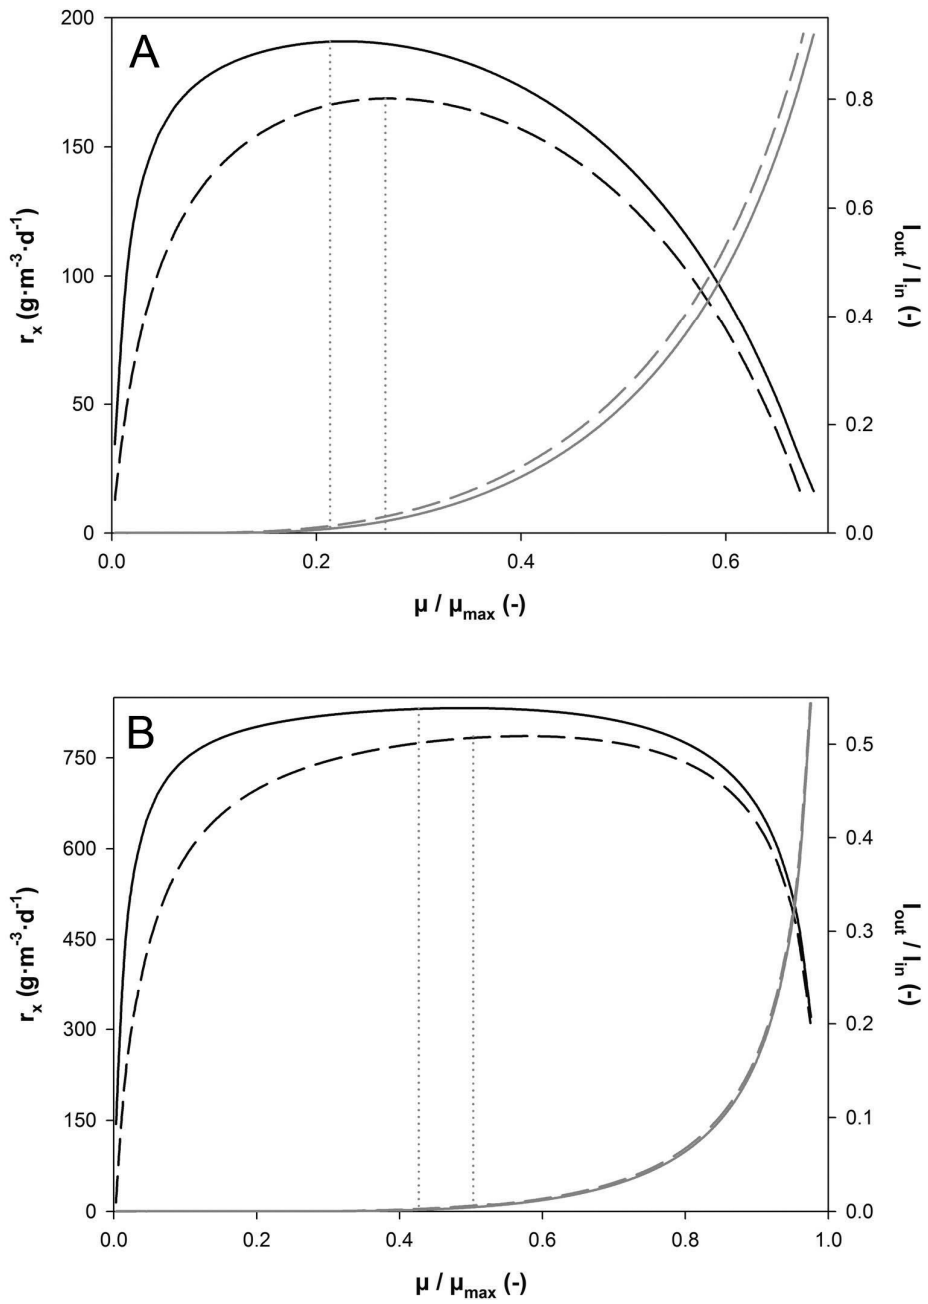 A
200
150
100
50
0
r_x (g·m⁻³·d⁻¹)
0.8
0.6
0.4
0.2
0.0
I_out / I_in (-)
0.0 0.2 0.4 0.6
μ / μ_max (-)
B
750
600
450
300
150
0
r_x (g·m⁻³·d⁻¹)
0.5
0.4
0.3
0.2
0.1
0.0
I_out / I_in (-)
0.0 0.2 0.4 0.6 0.8 1.0
μ / μ_max (-)